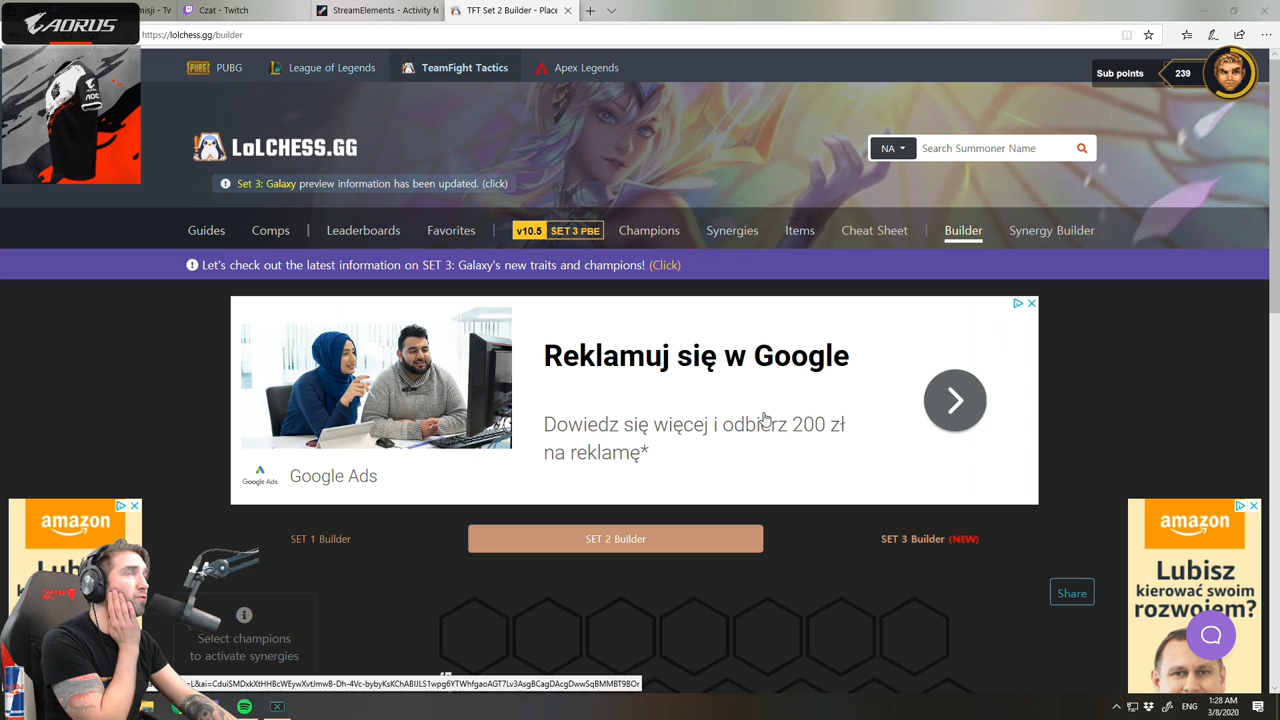 AORUS
misji - Tv
Czat - Twitch
StreamElements - Activity fe
TFT Set 2 Builder - Place
https://lolchess.gg/builder
PUBG PUBG
League of Legends
TeamFight Tactics
Apex Legends
Sub points
239
LOLCHESS.GG
NA
Search Summoner Name
Set 3: Galaxy preview information has been updated. (click)
Guides
Comps
Leaderboards
Favorites
v10.5 SET 3 PBE
Champions
Synergies
Items
Cheat Sheet
Builder
Synergy Builder
Let's check out the latest information on SET 3: Galaxy's new traits and champions! (Click)
Reklamuj się w Google
Dowiedz się więcej i odbierz 200 zł
na reklamę*
Google Ads
Google Ads
amazon
Lubisz
amazon
Lubisz
kierować swoim
rozwojem?
SET 1 Builder
SET 2 Builder
SET 3 Builder (NEW)
Share
Select champions
to activate synergies
ENG
1:28 AM
3/8/2020